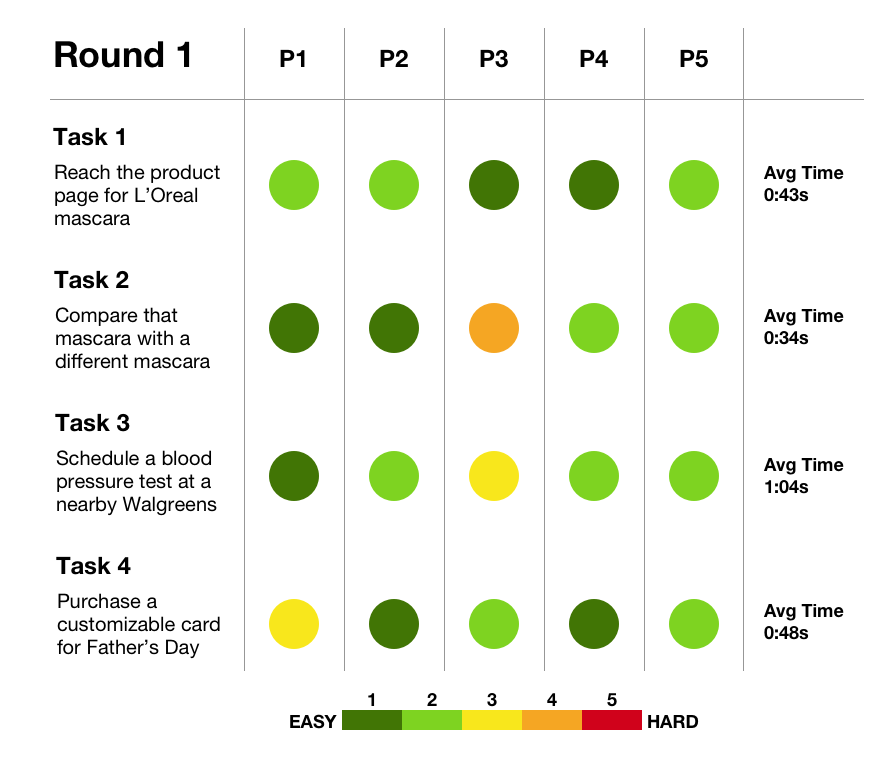 Round 1
P1
P2
P3
P4
P5
Task 1
Reach the product
page for L’Oreal
mascara
Avg Time
0:43s
Task 2
Compare that
mascara with a
different mascara
Avg Time
0:34s
Task 3
Schedule a blood
pressure test at a
nearby Walgreens
Avg Time
1:04s
Task 4
Purchase a
customizable card
for Father’s Day
Avg Time
0:48s
1
2
3
4
5
EASY
HARD